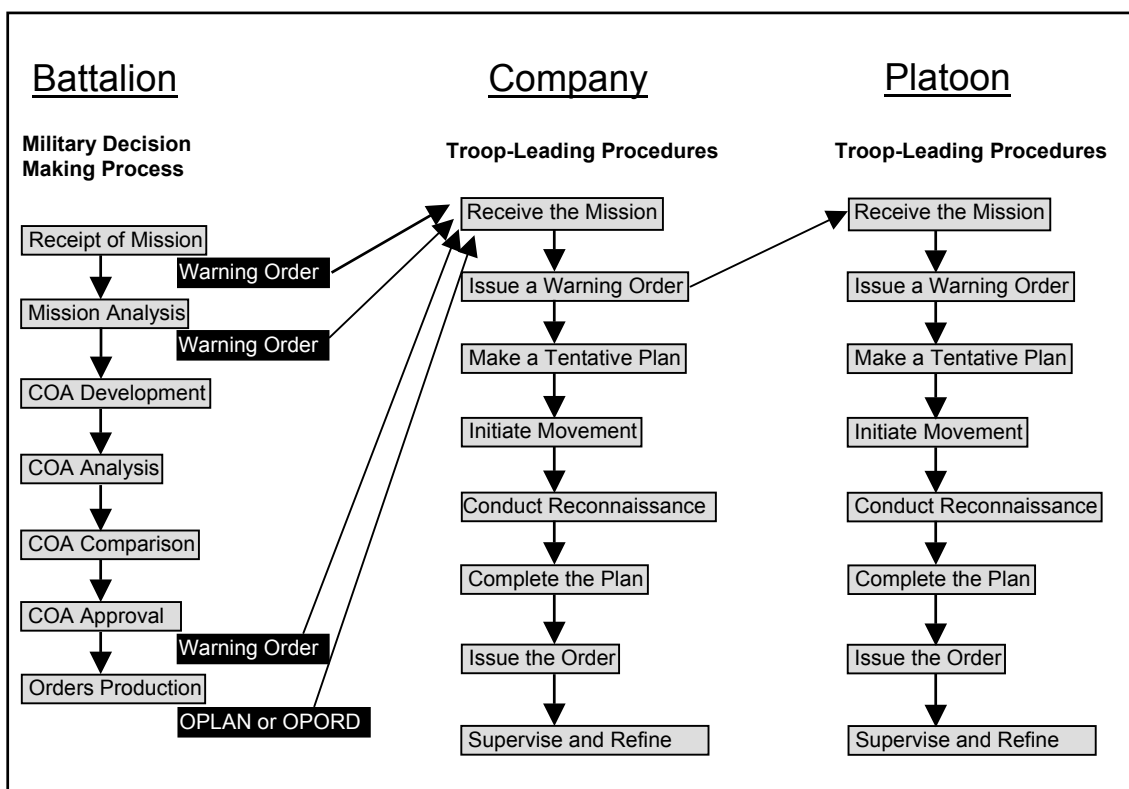 Battalion
Military Decision
Making Process
Receipt of Mission
Warning Order
Mission Analysis
Warning Order
COA Development
COA Analysis
COA Comparison
COA Approval
Warning Order
Orders Production
OPLAN or OPORD
Company
Troop-Leading Procedures
Receive the Mission
Issue a Warning Order
Make a Tentative Plan
Initiate Movement
Conduct Reconnaissance
Complete the Plan
Issue the Order
Supervise and Refine
Platoon
Troop-Leading Procedures
Receive the Mission
Issue a Warning Order
Make a Tentative Plan
Initiate Movement
Conduct Reconnaissance
Complete the Plan
Issue the Order
Supervise and Refine